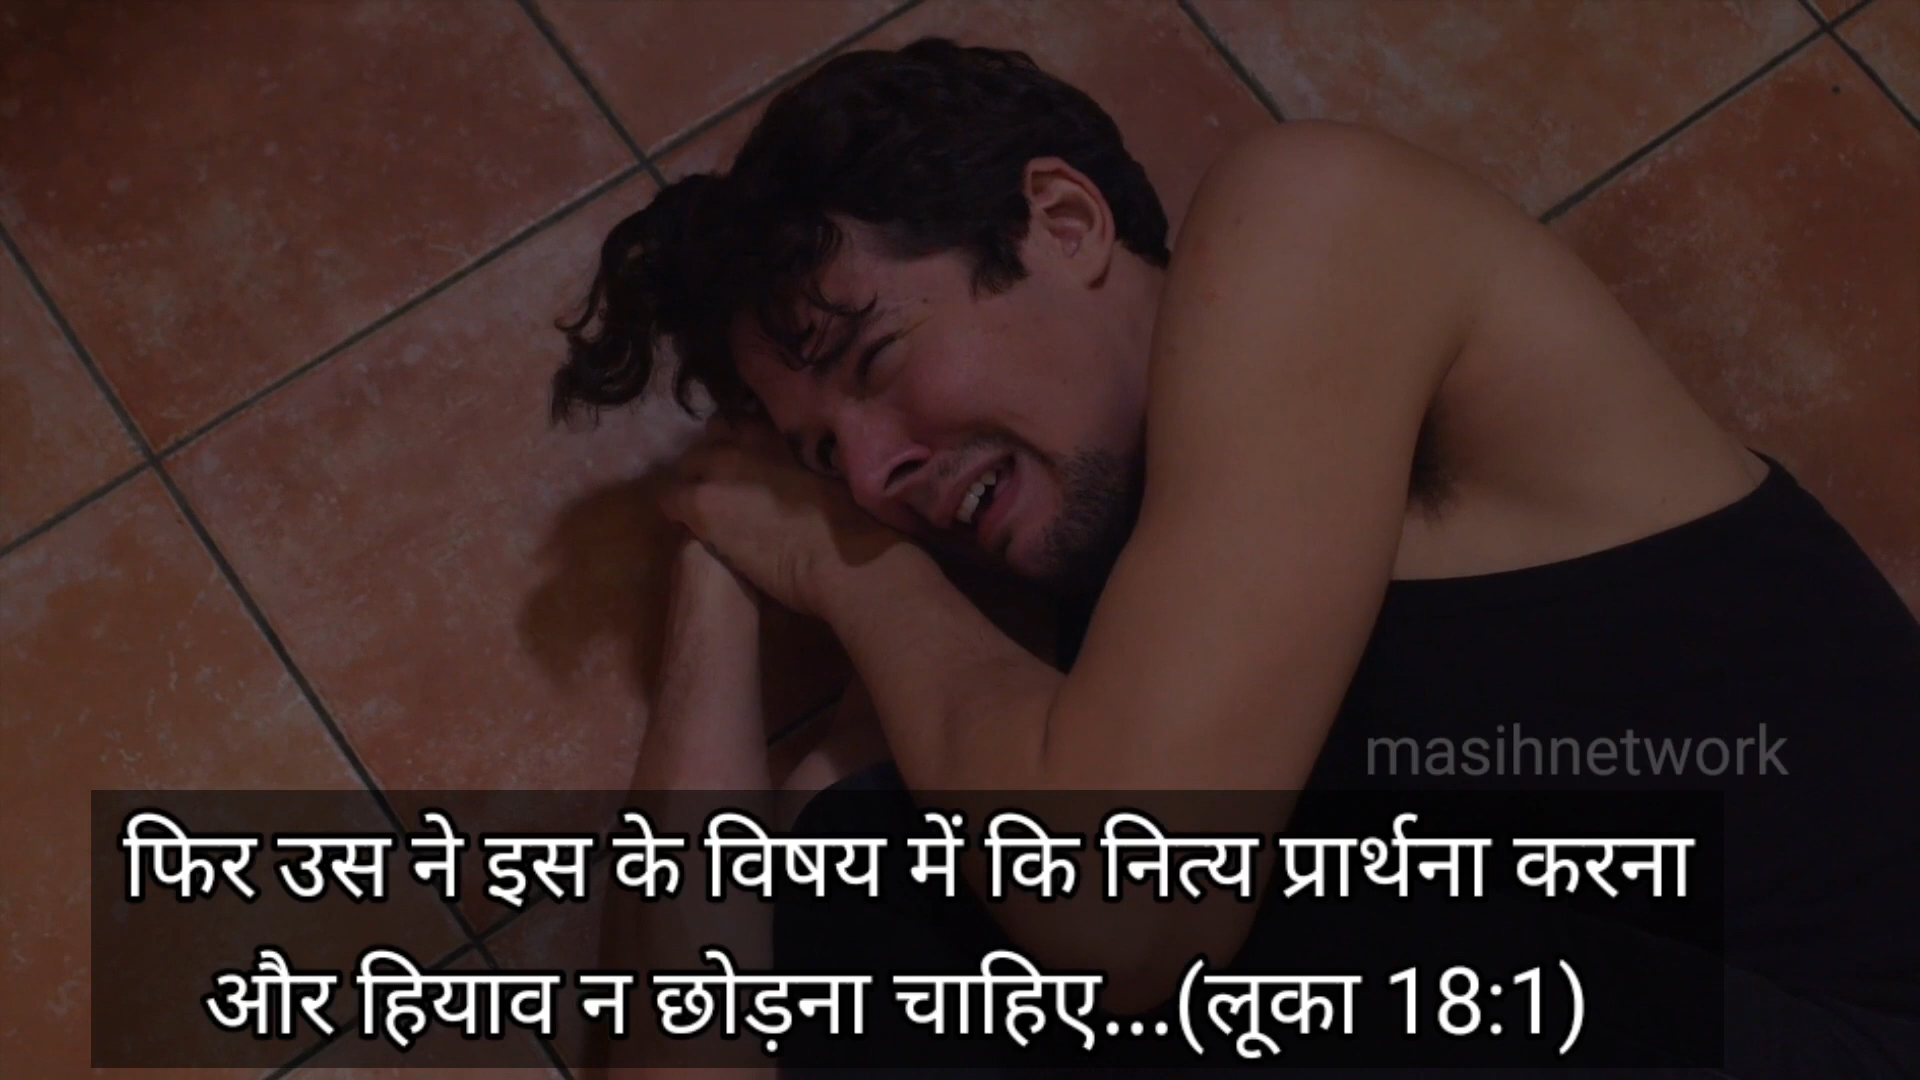 masihnetwork
फिर उस ने इस के विषय में कि नित्य प्रार्थना करना
और हियाव न छोड़ना चाहिए...(लूका 18:1)